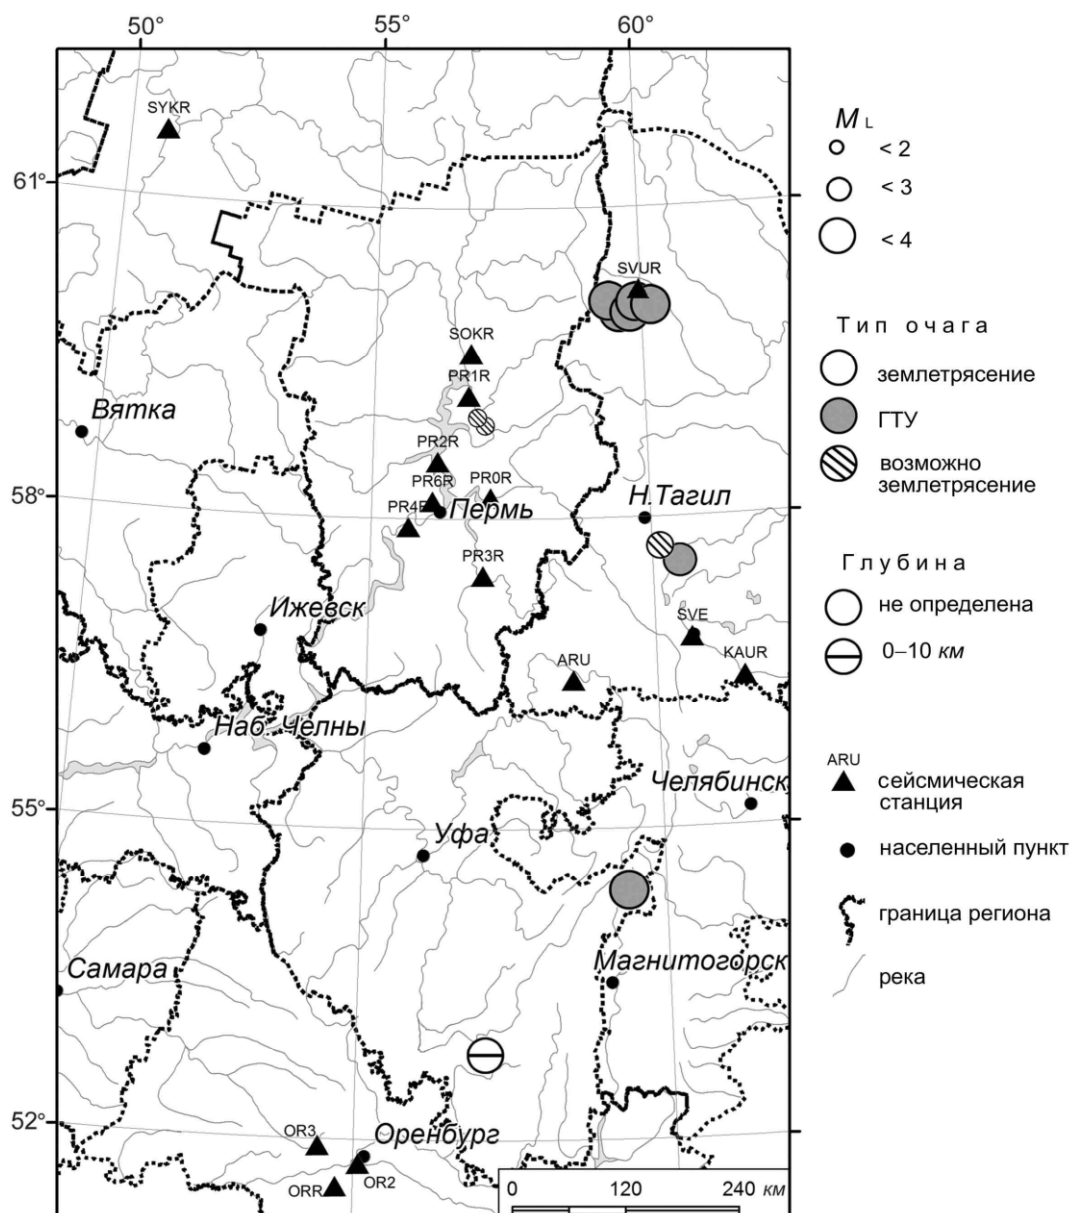 50°
55°
60°
61°
58°
55°
52°
SYKR
SVUR
SOKR
PR1R
Вятка
PR2R
PR6R
PR0R
PR4R
Пермь
Н.Тагил
PR3R
Ижевск
SVE
ARU
KAUR
Наб. Челны
Челябинск
Уфа
Самара
Магнитогорск
OR3
Оренбург
ORR
OR2
0 120 240 км
M L
< 2
< 3
< 4
Тип очага
землетрясение
ГТУ
возможно
землетрясение
Глубина
не определена
0–10 км
ARU
сейсмическая
станция
населенный пункт
граница региона
река